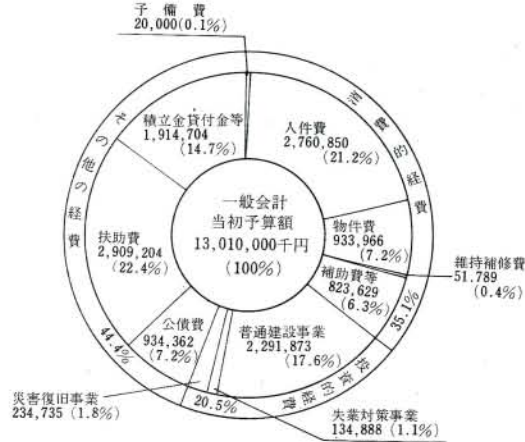 予備費
20,000(0.1%)
消費的経費
人件費
2,760,850
(21.2%)
物件費
933,966
(7.2%)
維持補修費
51.789
(0.4%)
補助費等
823,629
(6.3%)
35.1%
投資的経費
普通建設事業
2,291,873
(17.6%)
失業対策事業
134,888(1.1%)
20.5%
災害復旧事業
234,735(1.8%)
その他の経費
44.4%
公債費
934,362
(7.2%)
扶助費
2,909,204
(22.4%)
積立金貸付金等
1,914,704
(14.7%)
一般会計
当初予算額
13,010,000千円
(100%)